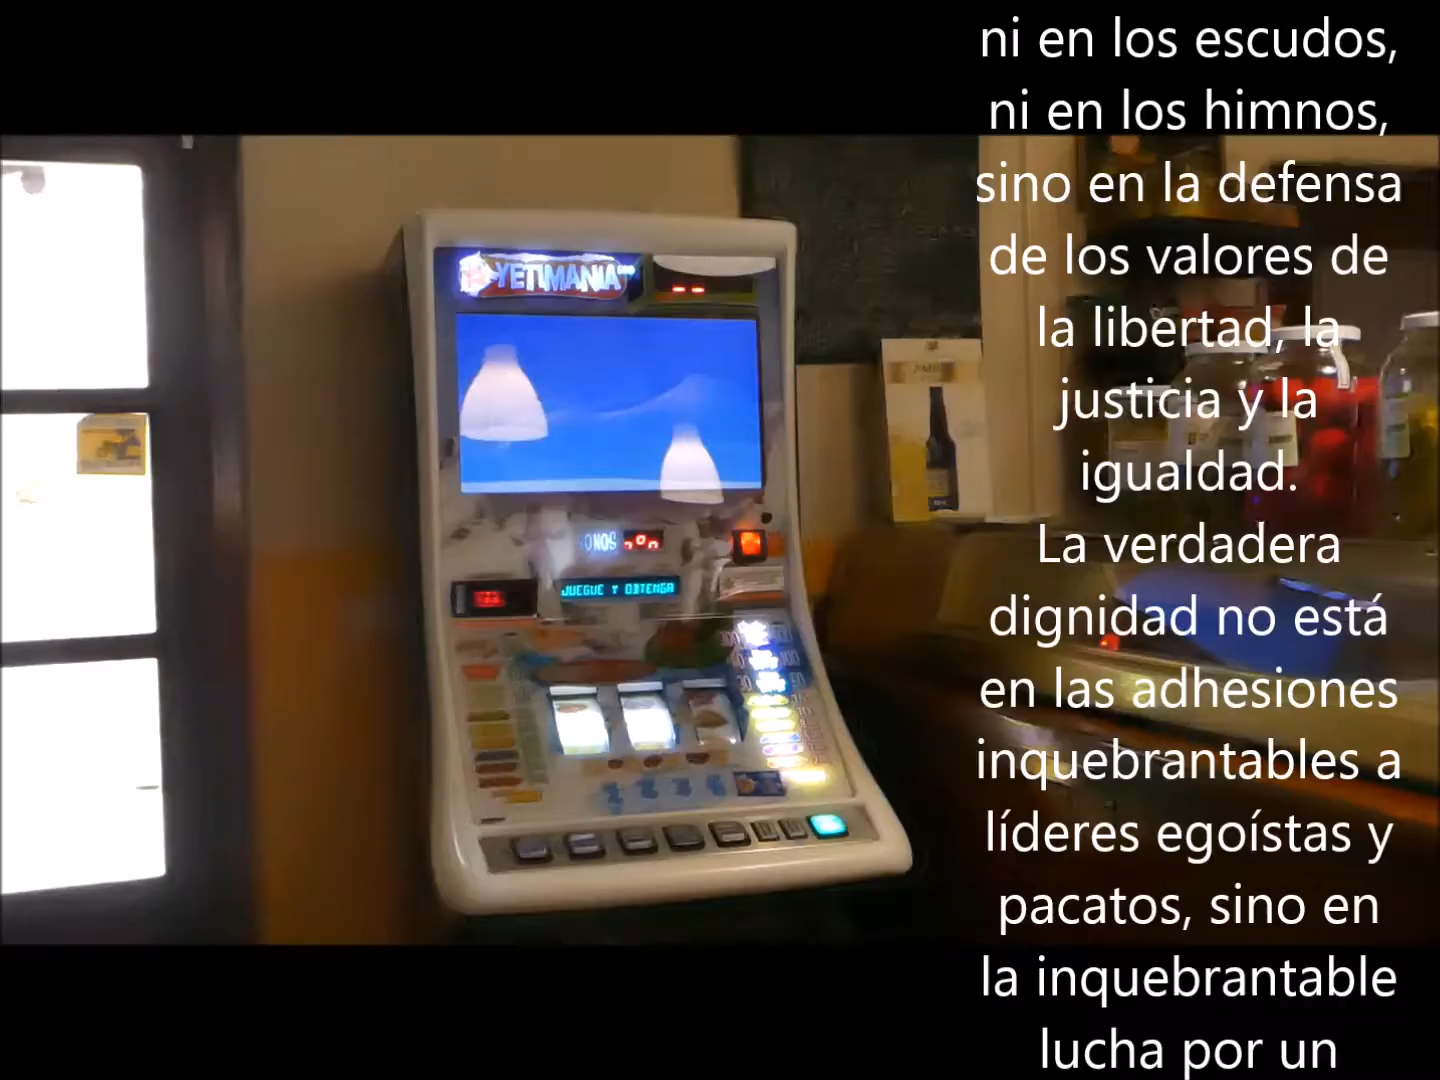 ni en los escudos,
ni en los himnos,
sino en la defensa
de los valores de
la libertad, la
justicia y la
igualdad.
La verdadera
dignidad no está
en las adhesiones
inquebrantables a
líderes egoístas y
pacatos, sino en
la inquebrantable
lucha por un
YETIMANIA
JUEGUE Y OBTENGA